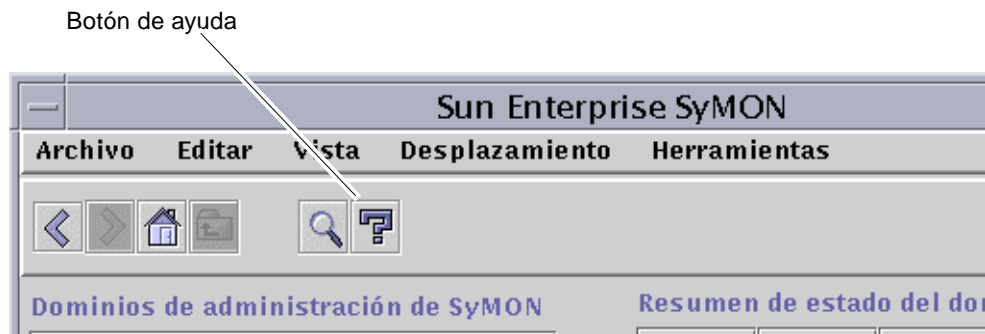 Botón de ayuda
Sun Enterprise SyMON
Archivo Editar Vista Desplazamiento Herramientas
Dominios de administración de SyMON Resumen de estado del